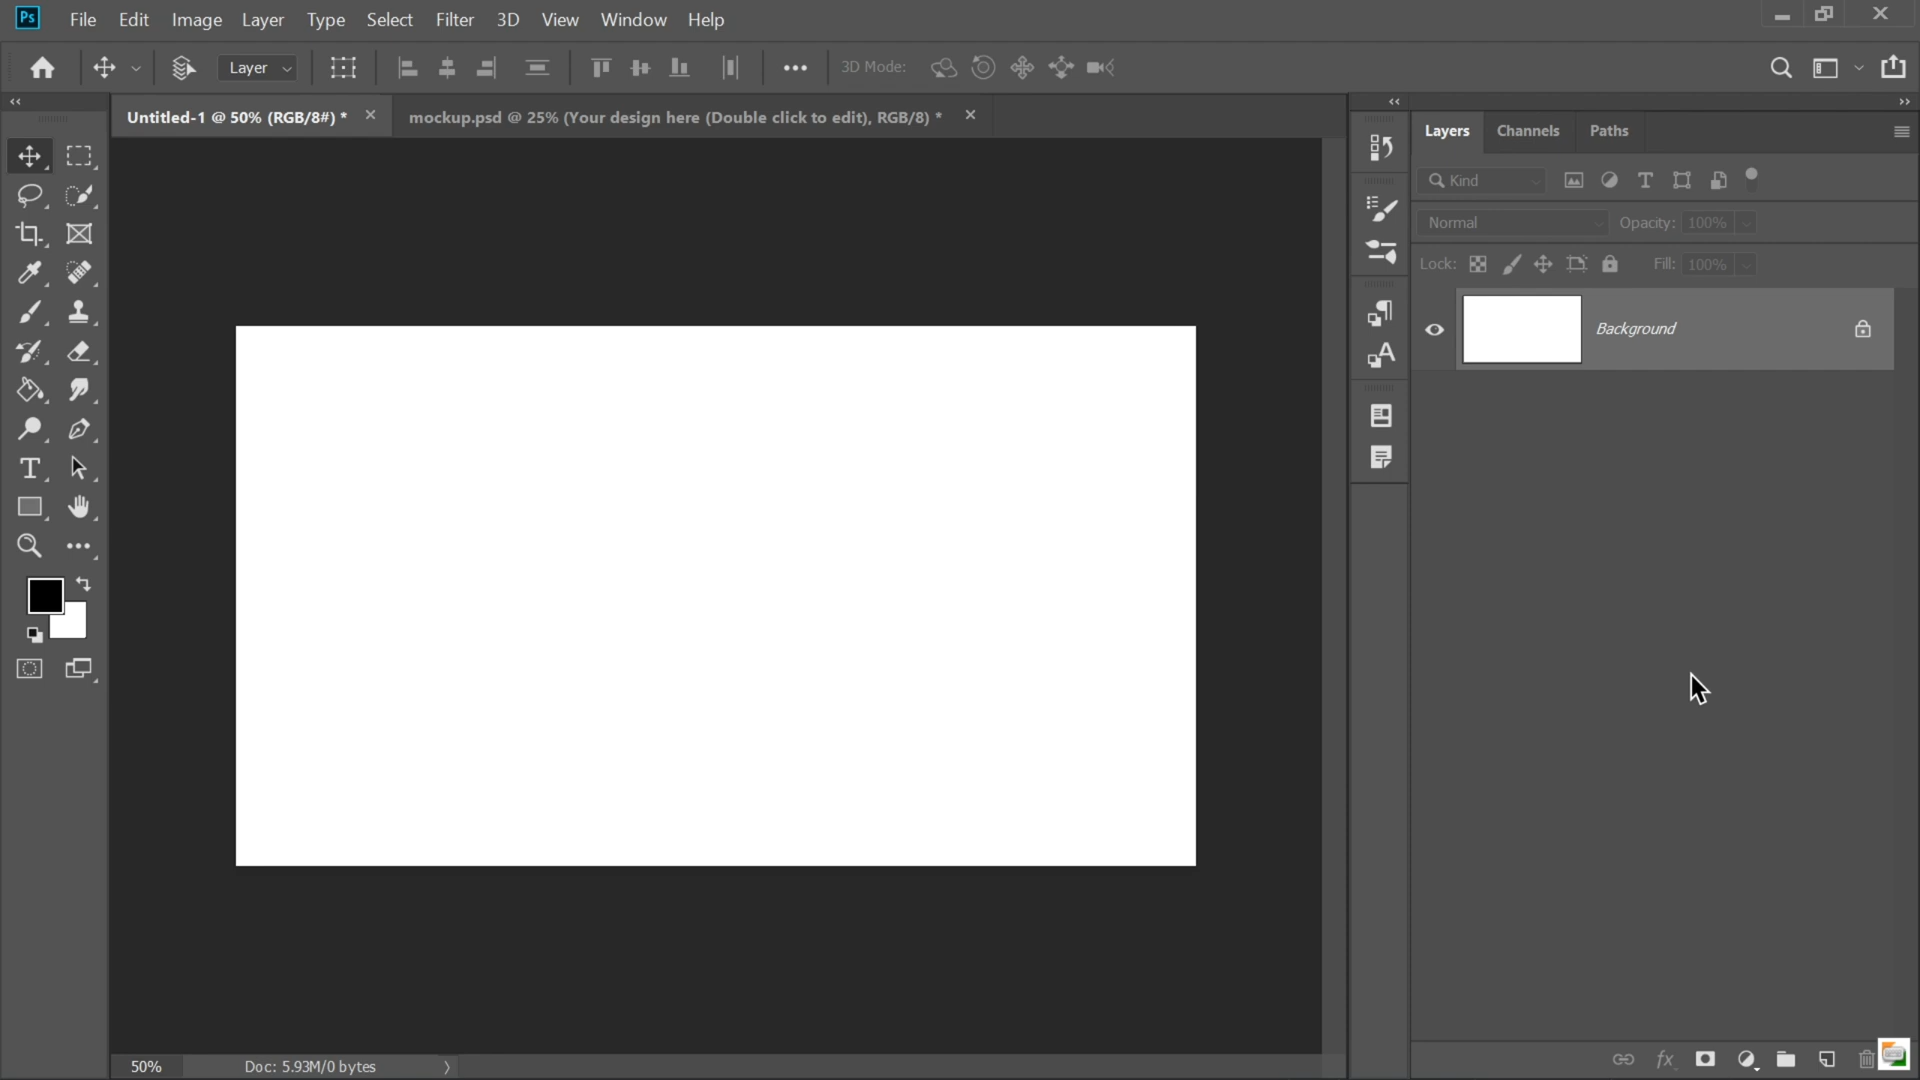 Ps File Edit Image Layer Type Select Filter 3D View Window Help
Layer 3D Mode:
Untitled-1 @ 50% (RGB/8#) * mockup.psd @ 25% (Your design here (Double click to edit), RGB/8) *
Layers Channels Paths
Kind
Normal Opacity: 100%
Lock: Fill: 100%
Background
50% Doc: 5.93M/0 bytes